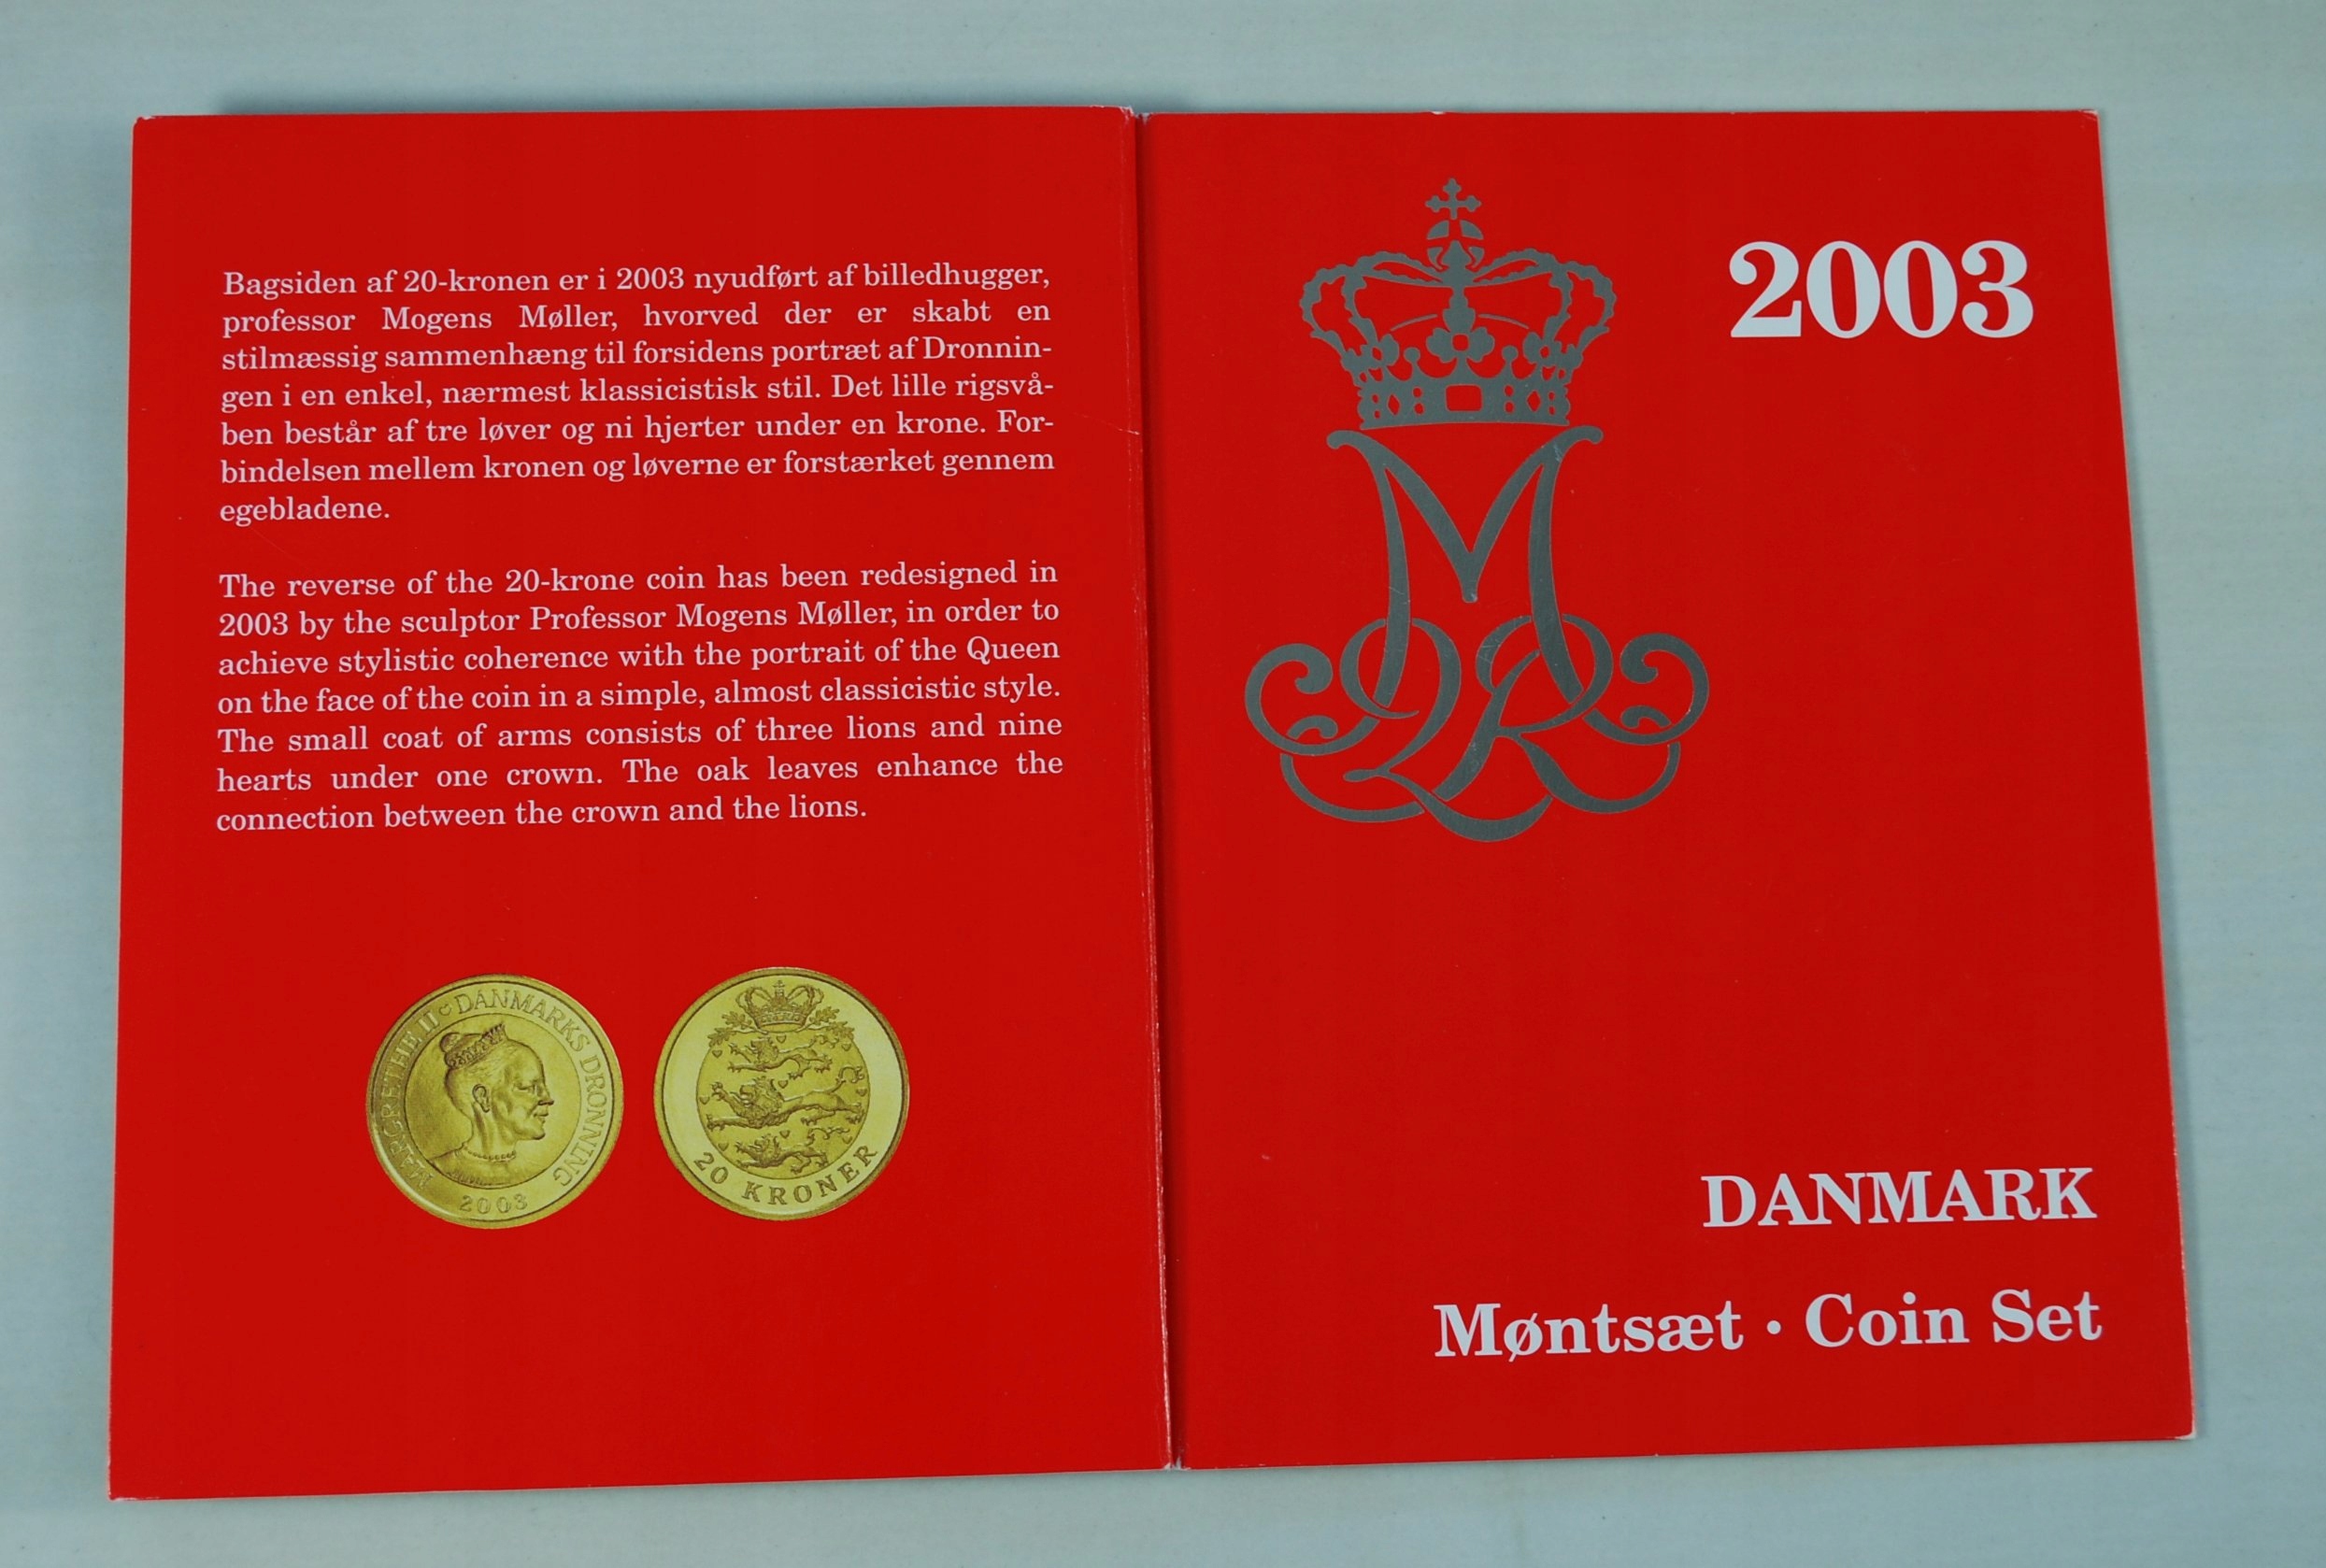 Bagsiden af 20-kronen er i 2003 nyudført af billedhugger,
professor Mogens Møller, hvorved der er skabt en
stilmæssig sammenhæng til forsidens portræt af Dronnin-
gen i en enkel, nærmest klassicistisk stil. Det lille rigsvå-
ben består af tre løver og ni hjerter under en krone. For-
bindelsen mellem kronen og løverne er forstærket gennem
egebladene.
The reverse of the 20-krone coin has been redesigned in
2003 by the sculptor Professor Mogens Møller, in order to
achieve stylistic coherence with the portrait of the Queen
on the face of the coin in a simple, almost classicistic style.
The small coat of arms consists of three lions and nine
hearts under one crown. The oak leaves enhance the
connection between the crown and the lions.
MARGRETHE II DANMARKS DRONNING
2003
20 KRONER
2003
DANMARK
Møntsæt • Coin Set